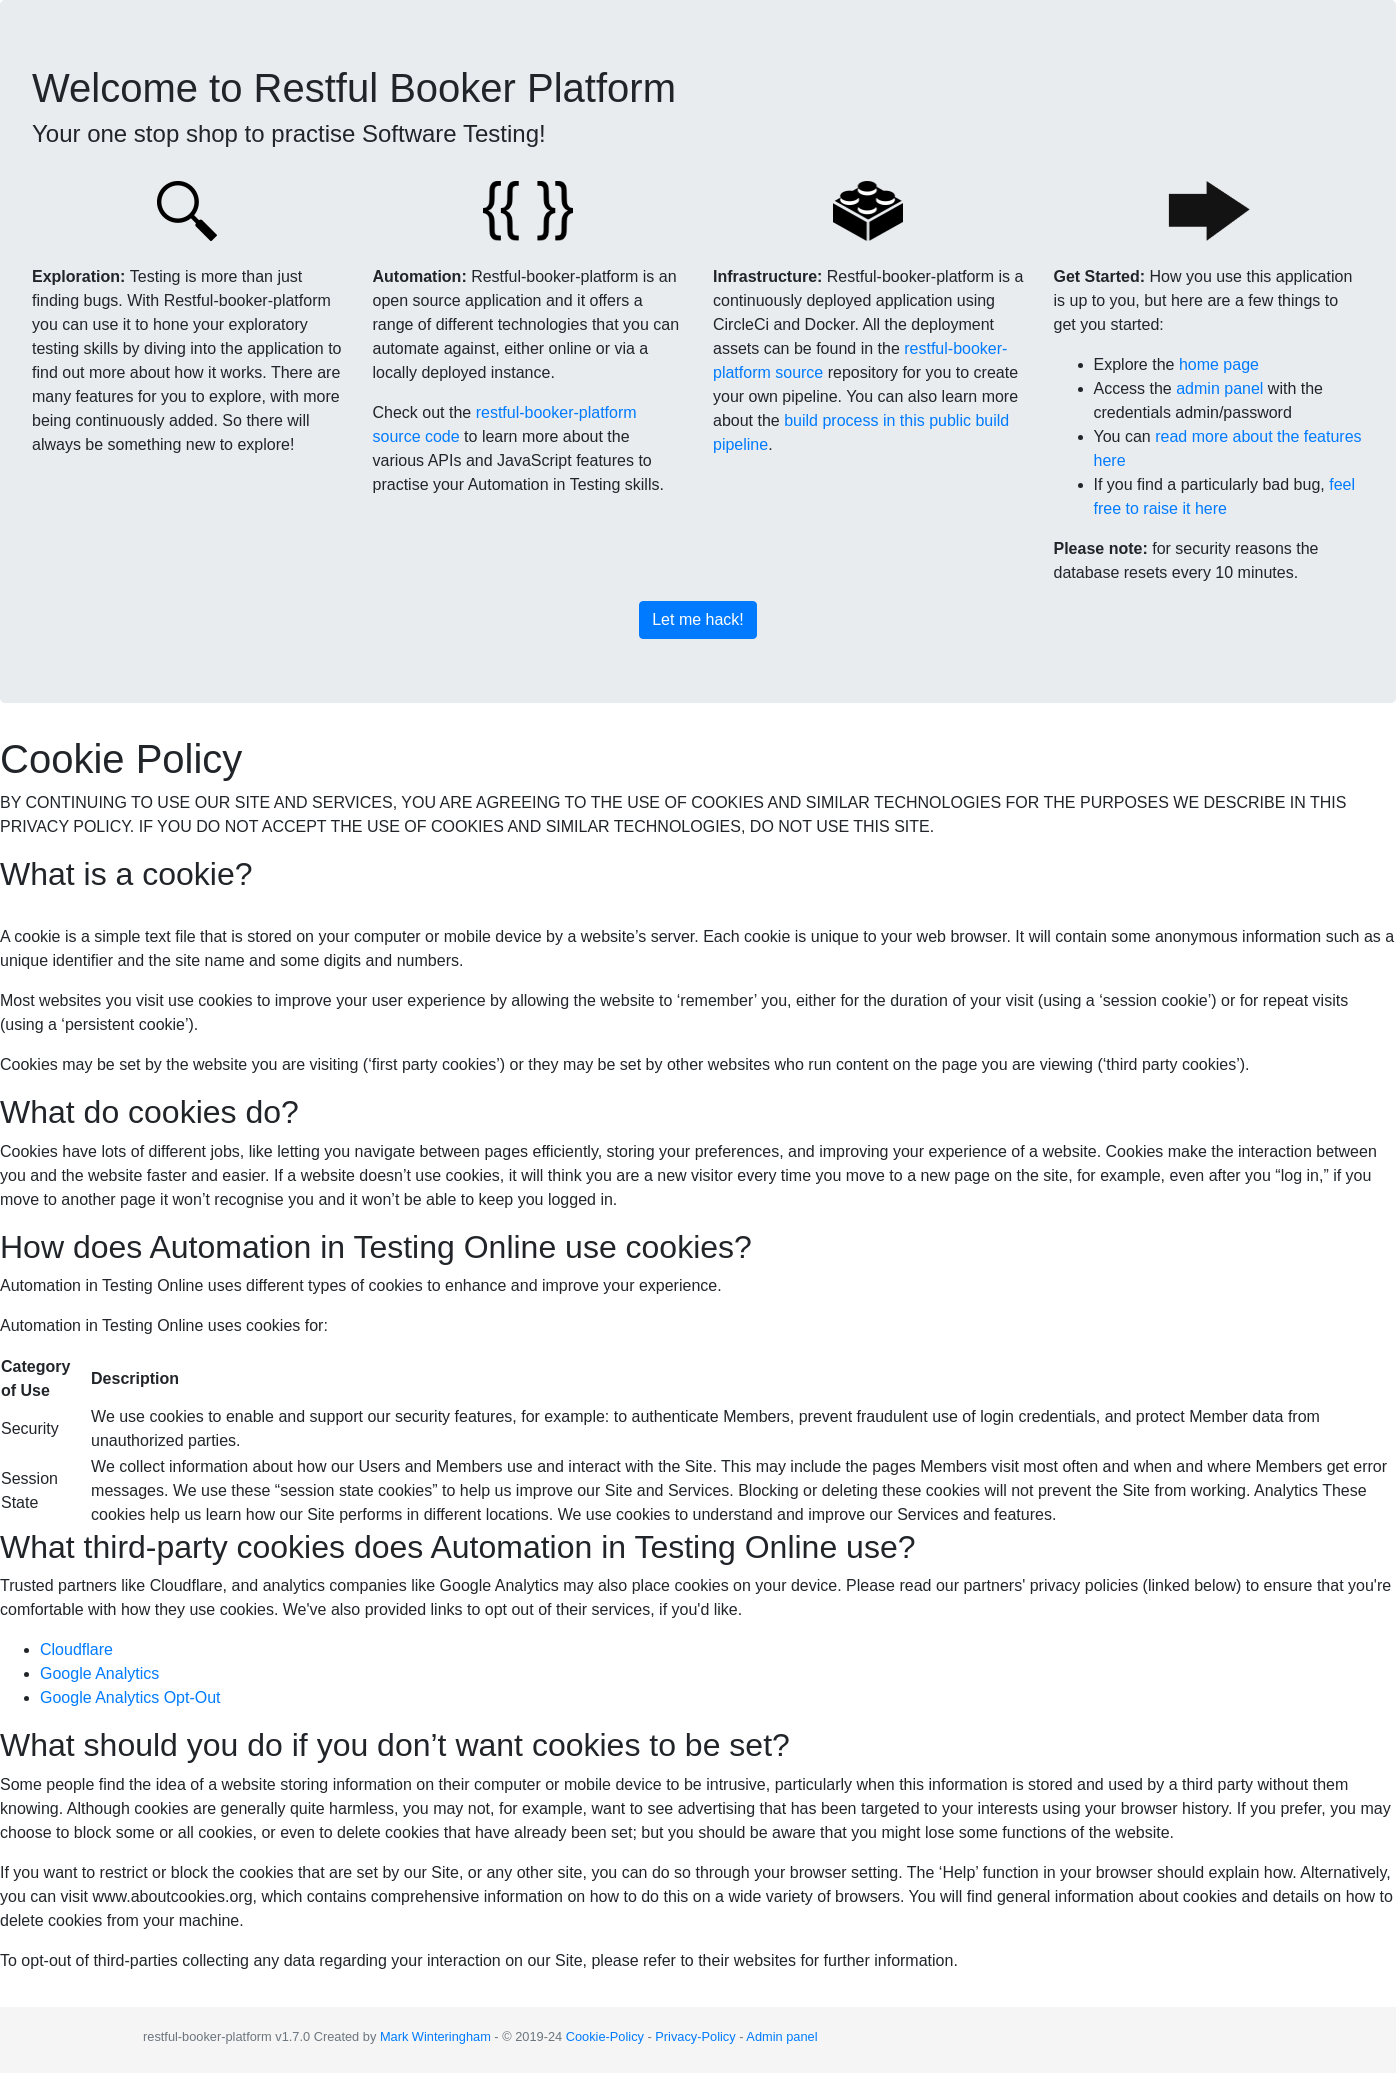 Welcome to Restful Booker Platform
Your one stop shop to practise Software Testing!
{{ }}
Exploration: Testing is more than just
finding bugs. With Restful-booker-platform
you can use it to hone your exploratory
testing skills by diving into the application to
find out more about how it works. There are
many features for you to explore, with more
being continuously added. So there will
always be something new to explore!
Automation: Restful-booker-platform is an
open source application and it offers a
range of different technologies that you can
automate against, either online or via a
locally deployed instance.
Check out the restful-booker-platform
source code to learn more about the
various APIs and JavaScript features to
practise your Automation in Testing skills.
Infrastructure: Restful-booker-platform is a
continuously deployed application using
CircleCi and Docker. All the deployment
assets can be found in the restful-booker-
platform source repository for you to create
your own pipeline. You can also learn more
about the build process in this public build
pipeline.
Get Started: How you use this application
is up to you, but here are a few things to
get you started:
• Explore the home page
• Access the admin panel with the
credentials admin/password
• You can read more about the features
here
• If you find a particularly bad bug, feel
free to raise it here
Please note: for security reasons the
database resets every 10 minutes.
Let me hack!
Cookie Policy
BY CONTINUING TO USE OUR SITE AND SERVICES, YOU ARE AGREEING TO THE USE OF COOKIES AND SIMILAR TECHNOLOGIES FOR THE PURPOSES WE DESCRIBE IN THIS
PRIVACY POLICY. IF YOU DO NOT ACCEPT THE USE OF COOKIES AND SIMILAR TECHNOLOGIES, DO NOT USE THIS SITE.
What is a cookie?
A cookie is a simple text file that is stored on your computer or mobile device by a website’s server. Each cookie is unique to your web browser. It will contain some anonymous information such as a
unique identifier and the site name and some digits and numbers.
Most websites you visit use cookies to improve your user experience by allowing the website to ‘remember’ you, either for the duration of your visit (using a ‘session cookie’) or for repeat visits
(using a ‘persistent cookie’).
Cookies may be set by the website you are visiting (‘first party cookies’) or they may be set by other websites who run content on the page you are viewing (‘third party cookies’).
What do cookies do?
Cookies have lots of different jobs, like letting you navigate between pages efficiently, storing your preferences, and improving your experience of a website. Cookies make the interaction between
you and the website faster and easier. If a website doesn’t use cookies, it will think you are a new visitor every time you move to a new page on the site, for example, even after you “log in,” if you
move to another page it won’t recognise you and it won’t be able to keep you logged in.
How does Automation in Testing Online use cookies?
Automation in Testing Online uses different types of cookies to enhance and improve your experience.
Automation in Testing Online uses cookies for:
Category
of Use
Description
Security
We use cookies to enable and support our security features, for example: to authenticate Members, prevent fraudulent use of login credentials, and protect Member data from
unauthorized parties.
Session
State
We collect information about how our Users and Members use and interact with the Site. This may include the pages Members visit most often and when and where Members get error
messages. We use these “session state cookies” to help us improve our Site and Services. Blocking or deleting these cookies will not prevent the Site from working. Analytics These
cookies help us learn how our Site performs in different locations. We use cookies to understand and improve our Services and features.
What third-party cookies does Automation in Testing Online use?
Trusted partners like Cloudflare, and analytics companies like Google Analytics may also place cookies on your device. Please read our partners' privacy policies (linked below) to ensure that you're
comfortable with how they use cookies. We've also provided links to opt out of their services, if you'd like.
• Cloudflare
• Google Analytics
• Google Analytics Opt-Out
What should you do if you don’t want cookies to be set?
Some people find the idea of a website storing information on their computer or mobile device to be intrusive, particularly when this information is stored and used by a third party without them
knowing. Although cookies are generally quite harmless, you may not, for example, want to see advertising that has been targeted to your interests using your browser history. If you prefer, you may
choose to block some or all cookies, or even to delete cookies that have already been set; but you should be aware that you might lose some functions of the website.
If you want to restrict or block the cookies that are set by our Site, or any other site, you can do so through your browser setting. The ‘Help’ function in your browser should explain how. Alternatively,
you can visit www.aboutcookies.org, which contains comprehensive information on how to do this on a wide variety of browsers. You will find general information about cookies and details on how to
delete cookies from your machine.
To opt-out of third-parties collecting any data regarding your interaction on our Site, please refer to their websites for further information.
restful-booker-platform v1.7.0 Created by Mark Winteringham - © 2019-24 Cookie-Policy - Privacy-Policy - Admin panel